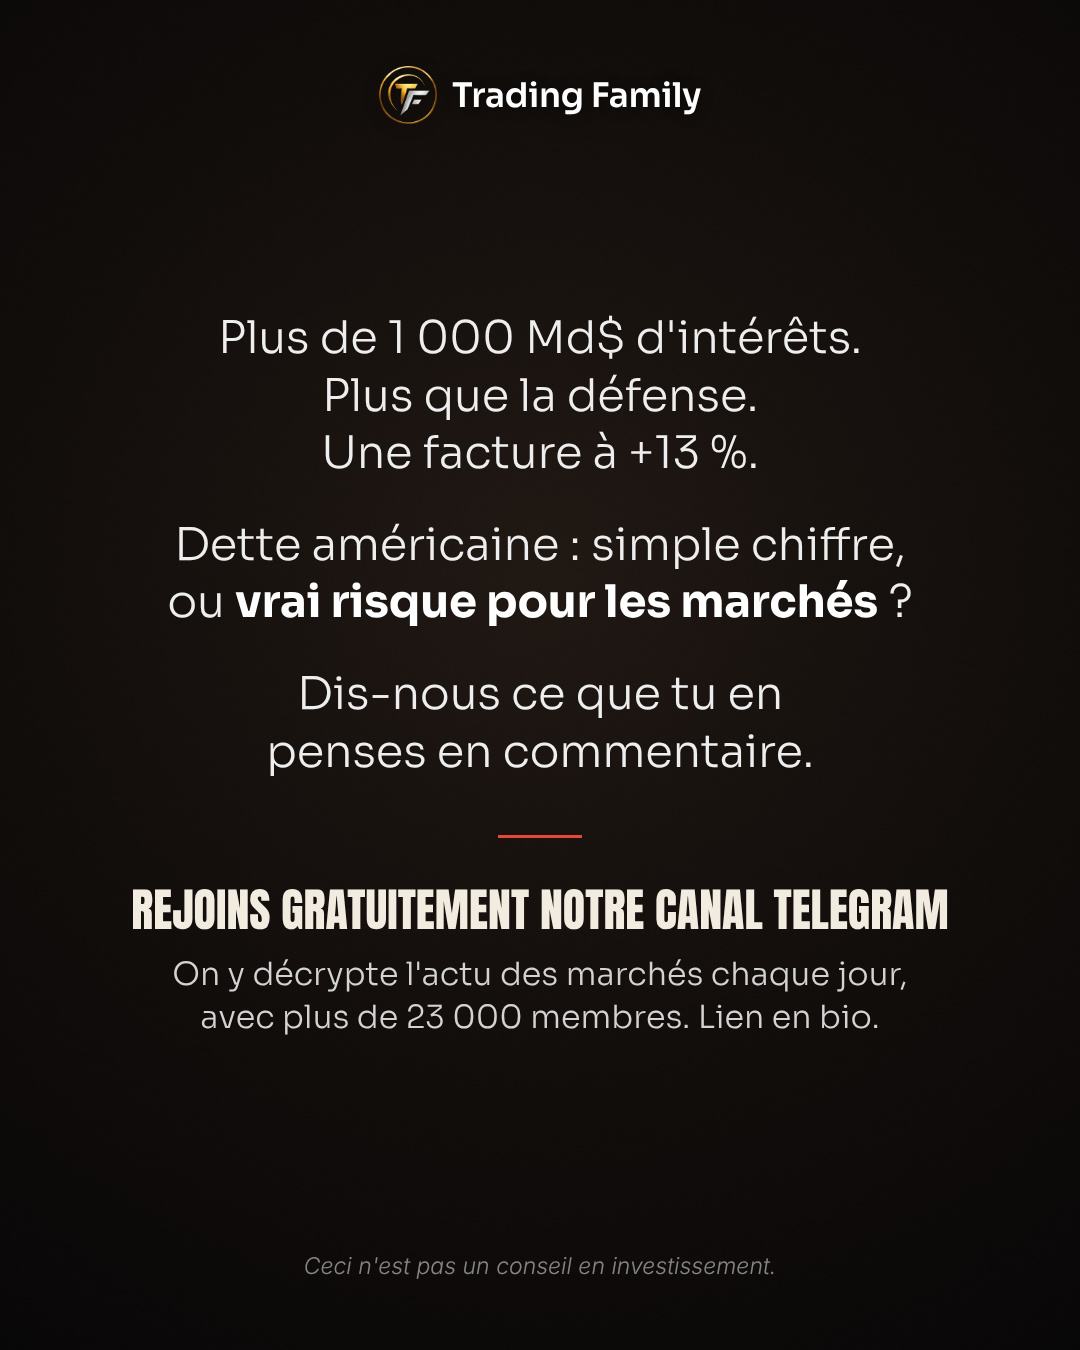 TF Trading Family
Plus de 1 000 Md$ d'intérêts.
Plus que la défense.
Une facture à +13 %.
Dette américaine : simple chiffre,
ou vrai risque pour les marchés ?
Dis-nous ce que tu en
penses en commentaire.
REJOINS GRATUITEMENT NOTRE CANAL TELEGRAM
On y décrypte l'actu des marchés chaque jour,
avec plus de 23 000 membres. Lien en bio.
Ceci n'est pas un conseil en investissement.